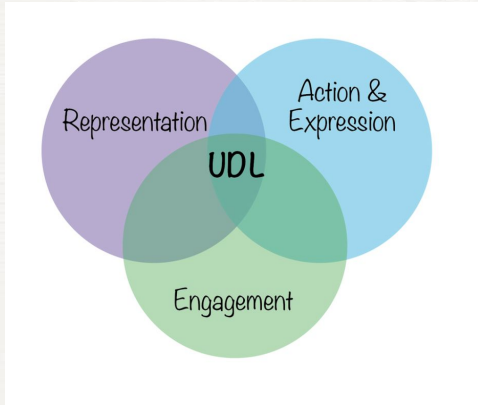 Representation
Action &
Expression
UDL
Engagement